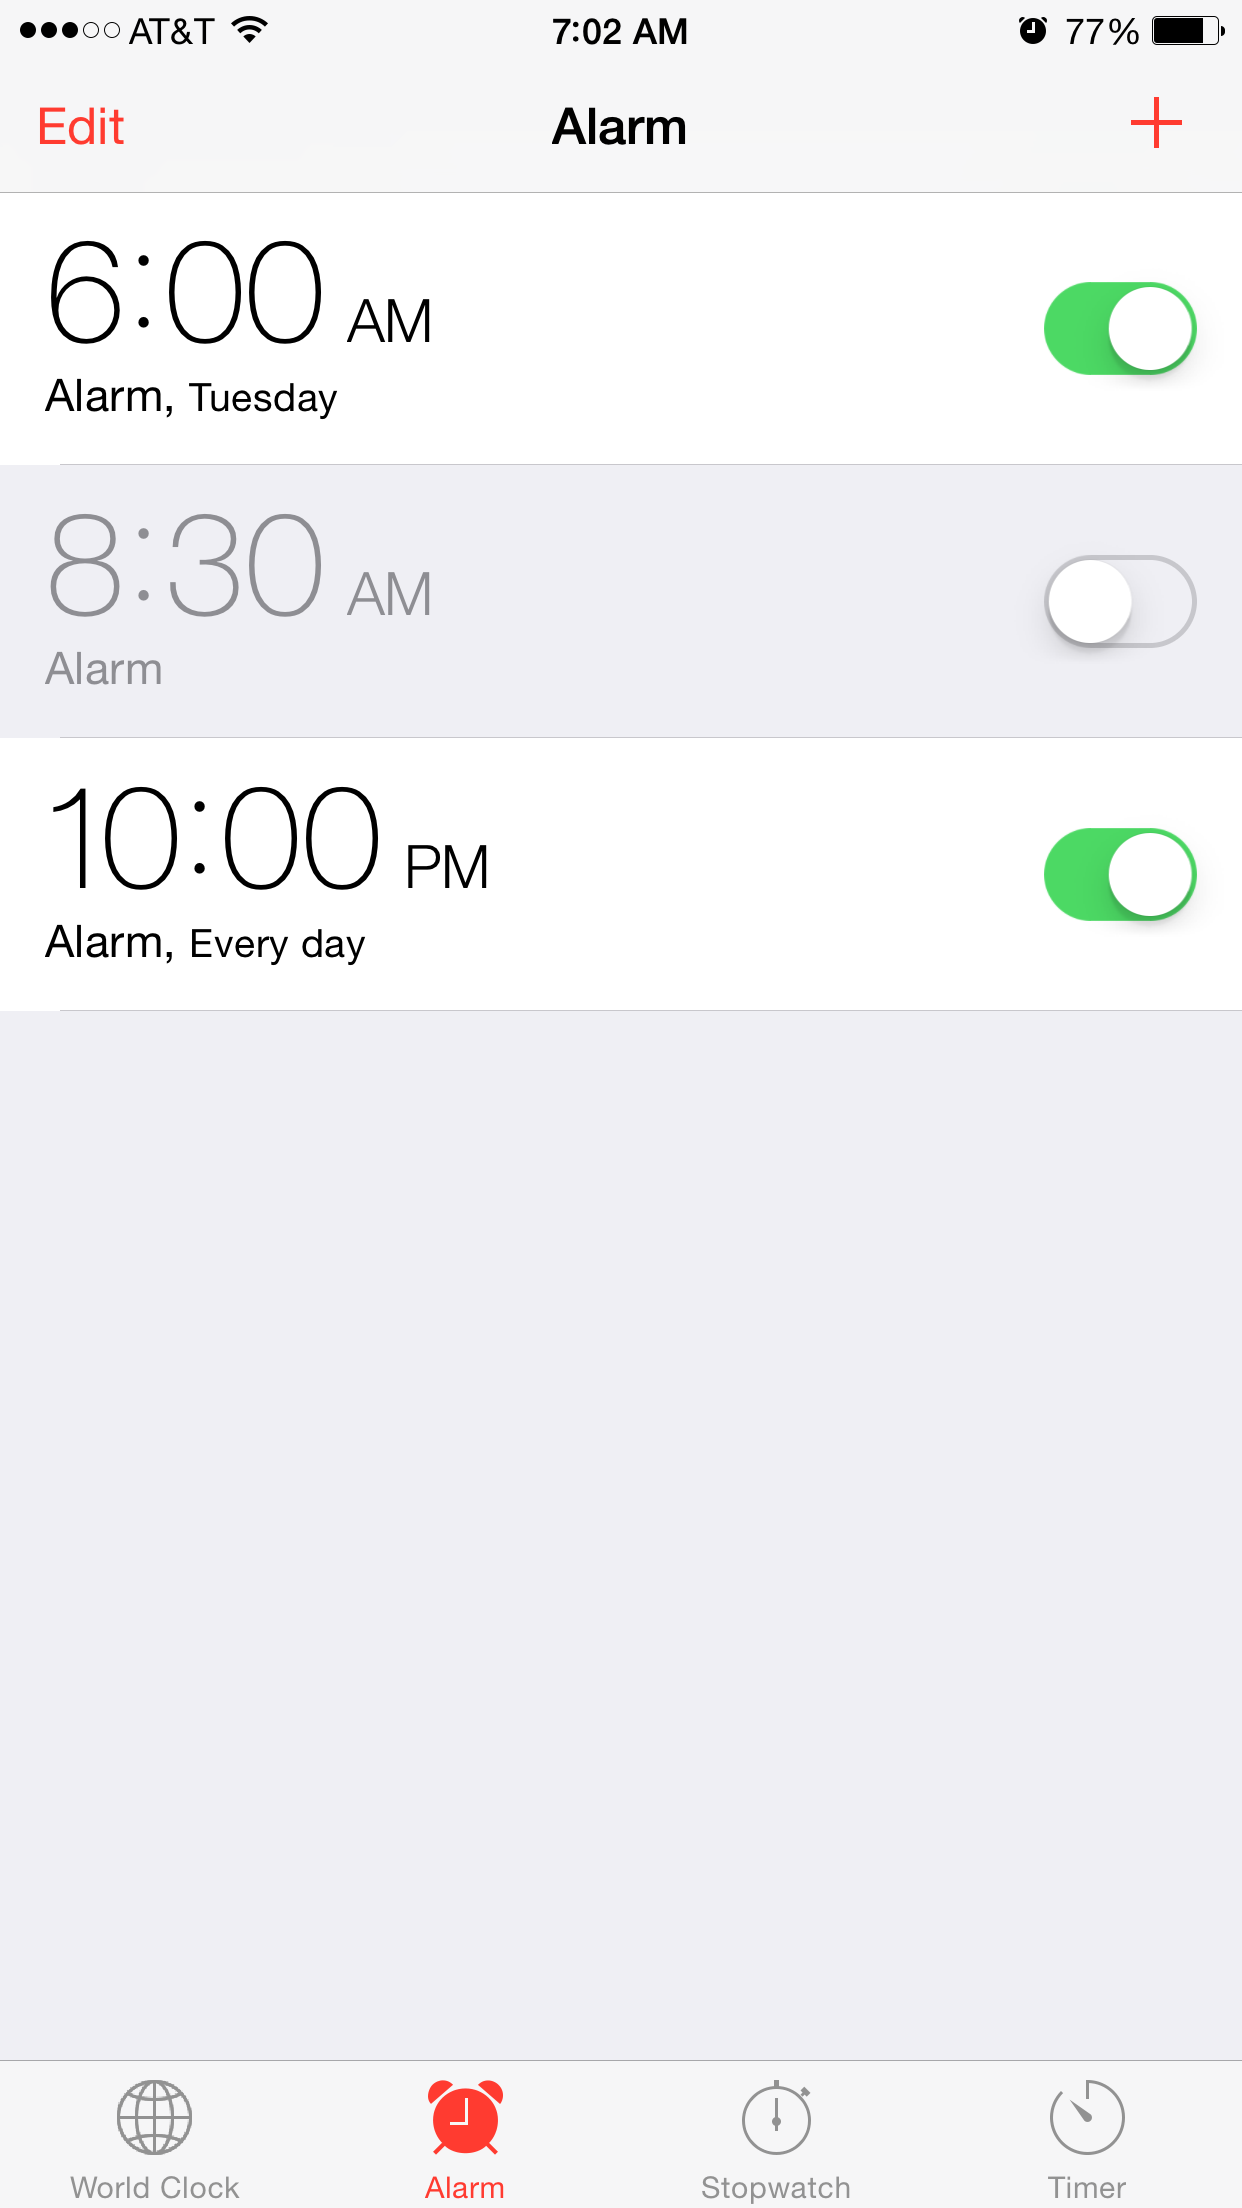 AT&T 7:02 AM 77%
Edit Alarm +
6:00 AM
Alarm, Tuesday
8:30 AM
Alarm
10:00 PM
Alarm, Every day
World Clock Alarm Stopwatch Timer